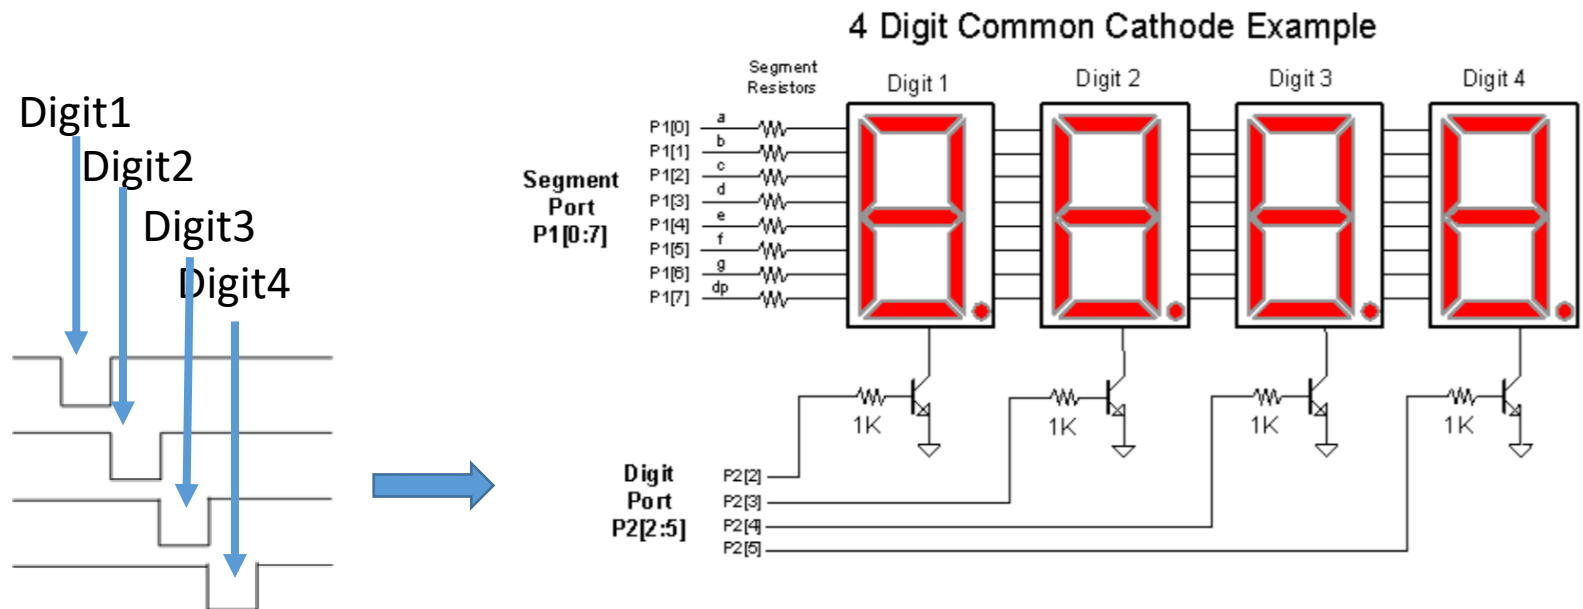 4 Digit Common Cathode Example
Digit1
Digit2
Digit3
Digit4
Segment
Resistors
Digit 1
Digit 2
Digit 3
Digit 4
Segment
Port
P1[0:7]
P1[0] a
P1[1] b
P1[2] c
P1[3] d
P1[4] e
P1[5] f
P1[6] g
P1[7] dp
1K
1K
1K
1K
Digit
Port
P2[2:5]
P2[2]
P2[3]
P2[4]
P2[5]